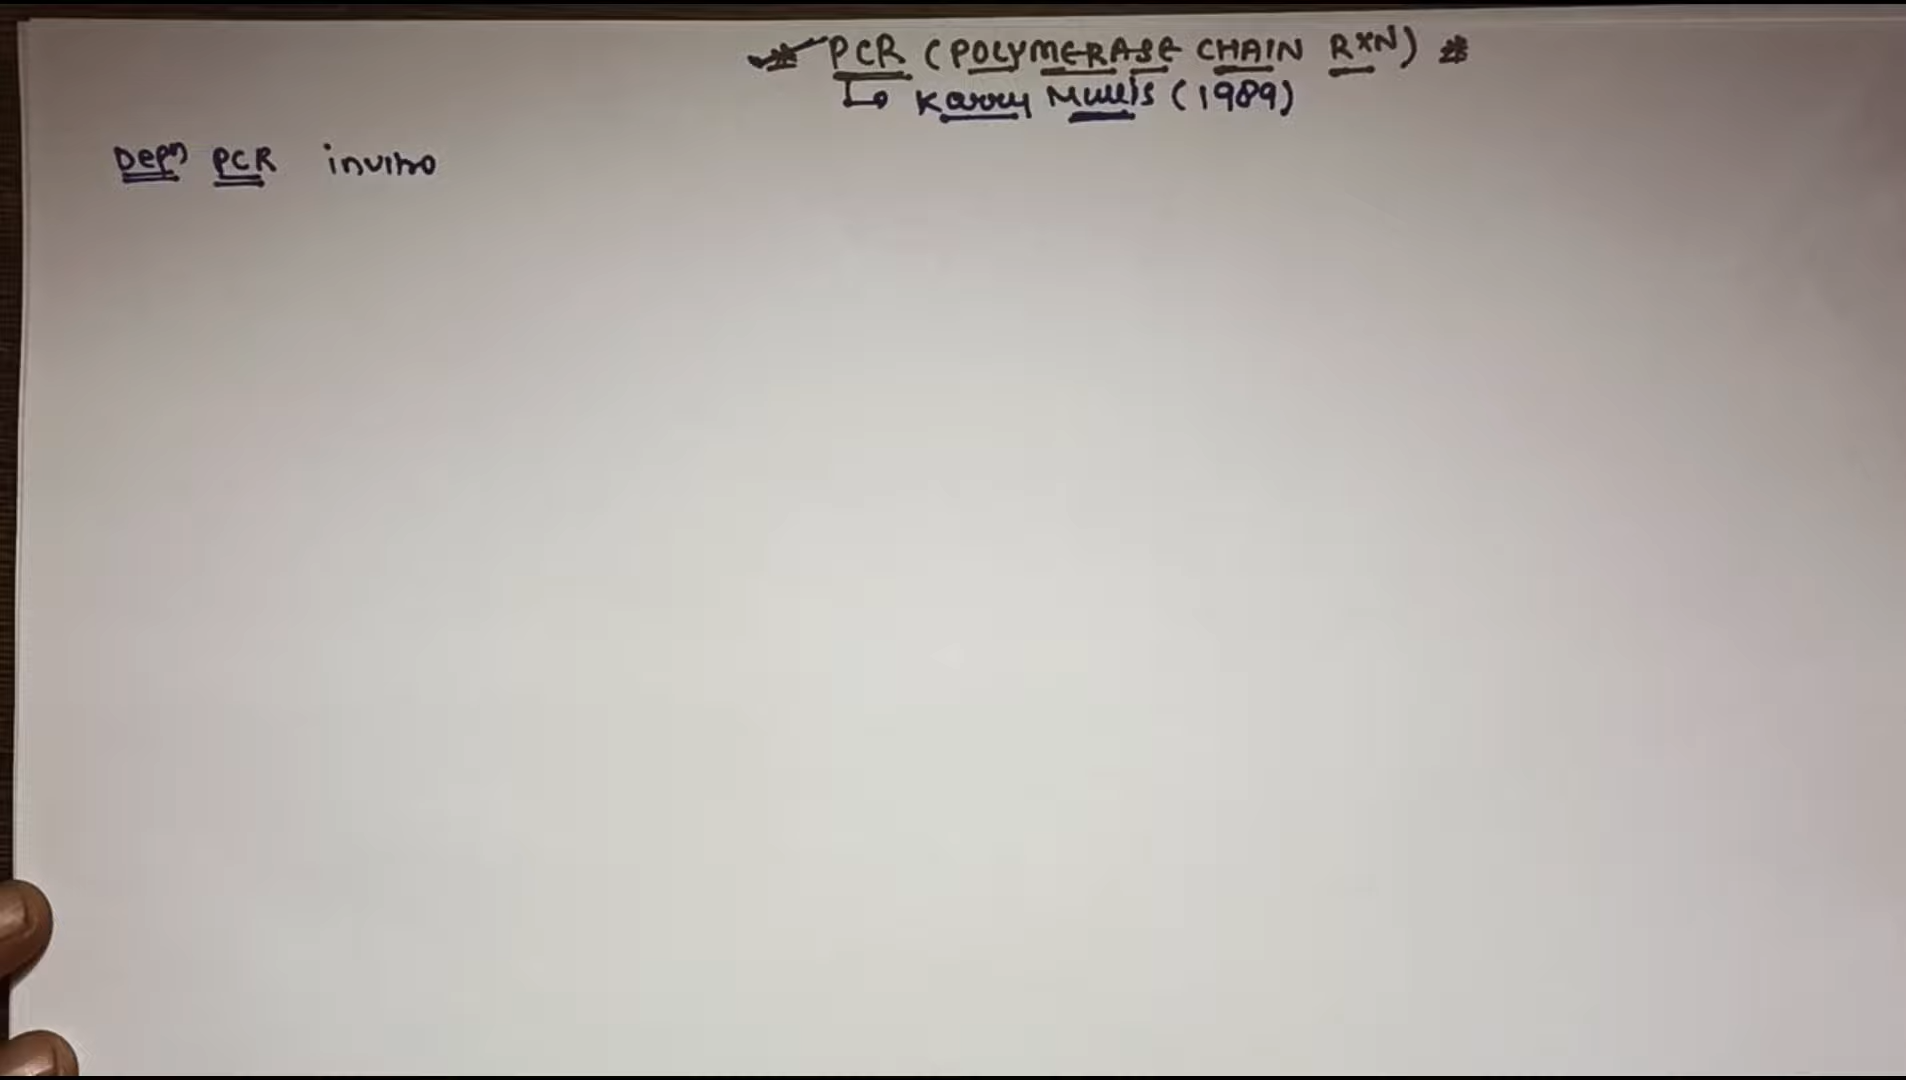 * PCR (POLYMERASE CHAIN RXN) *
↳ Karry Mullis (1989)
Defn PCR invitro